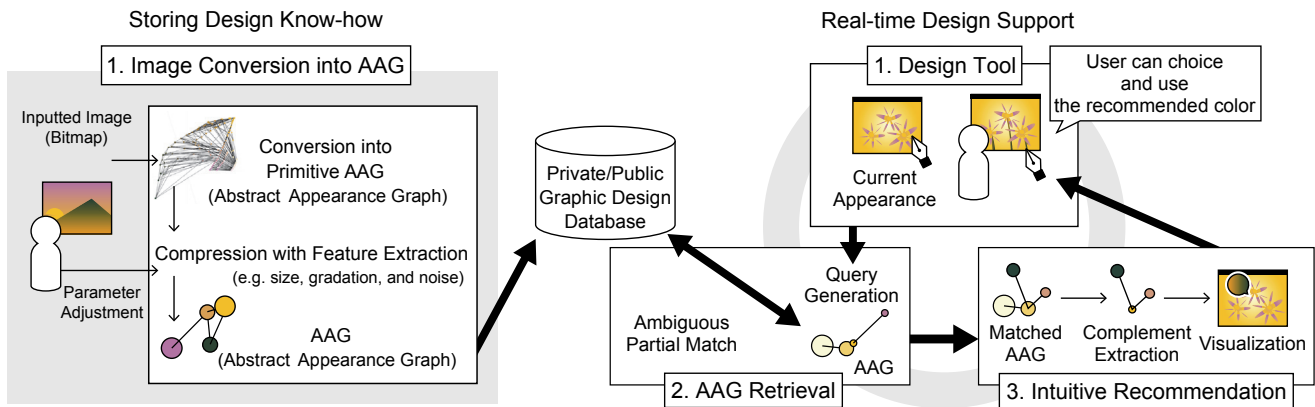 Storing Design Know-how
1. Image Conversion into AAG
Inputted Image
(Bitmap)
Conversion into
Primitive AAG
(Abstract Appearance Graph)
Compression with Feature Extraction
(e.g. size, gradation, and noise)
Parameter
Adjustment
AAG
(Abstract Appearance Graph)
Private/Public
Graphic Design
Database
Real-time Design Support
1. Design Tool
User can choice
and use
the recommended color
Current
Appearance
Query
Generation
Ambiguous
Partial Match
AAG
2. AAG Retrieval
Matched
AAG
Complement
Extraction
Visualization
3. Intuitive Recommendation